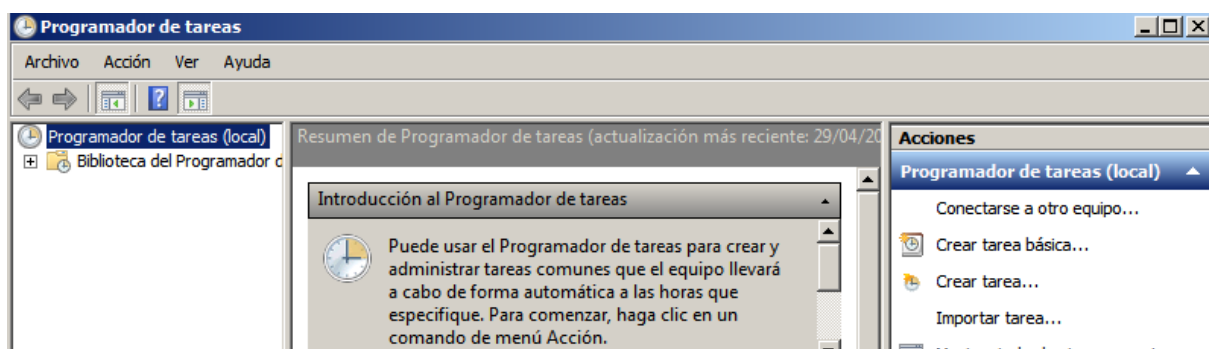 Programador de tareas
Archivo Acción Ver Ayuda
Programador de tareas (local)
Biblioteca del Programador d
Resumen de Programador de tareas (actualización más reciente: 29/04/20
Introducción al Programador de tareas
Puede usar el Programador de tareas para crear y
administrar tareas comunes que el equipo llevará
a cabo de forma automática a las horas que
especifique. Para comenzar, haga clic en un
comando de menú Acción.
Acciones
Programador de tareas (local)
Conectarse a otro equipo...
Crear tarea básica...
Crear tarea...
Importar tarea...